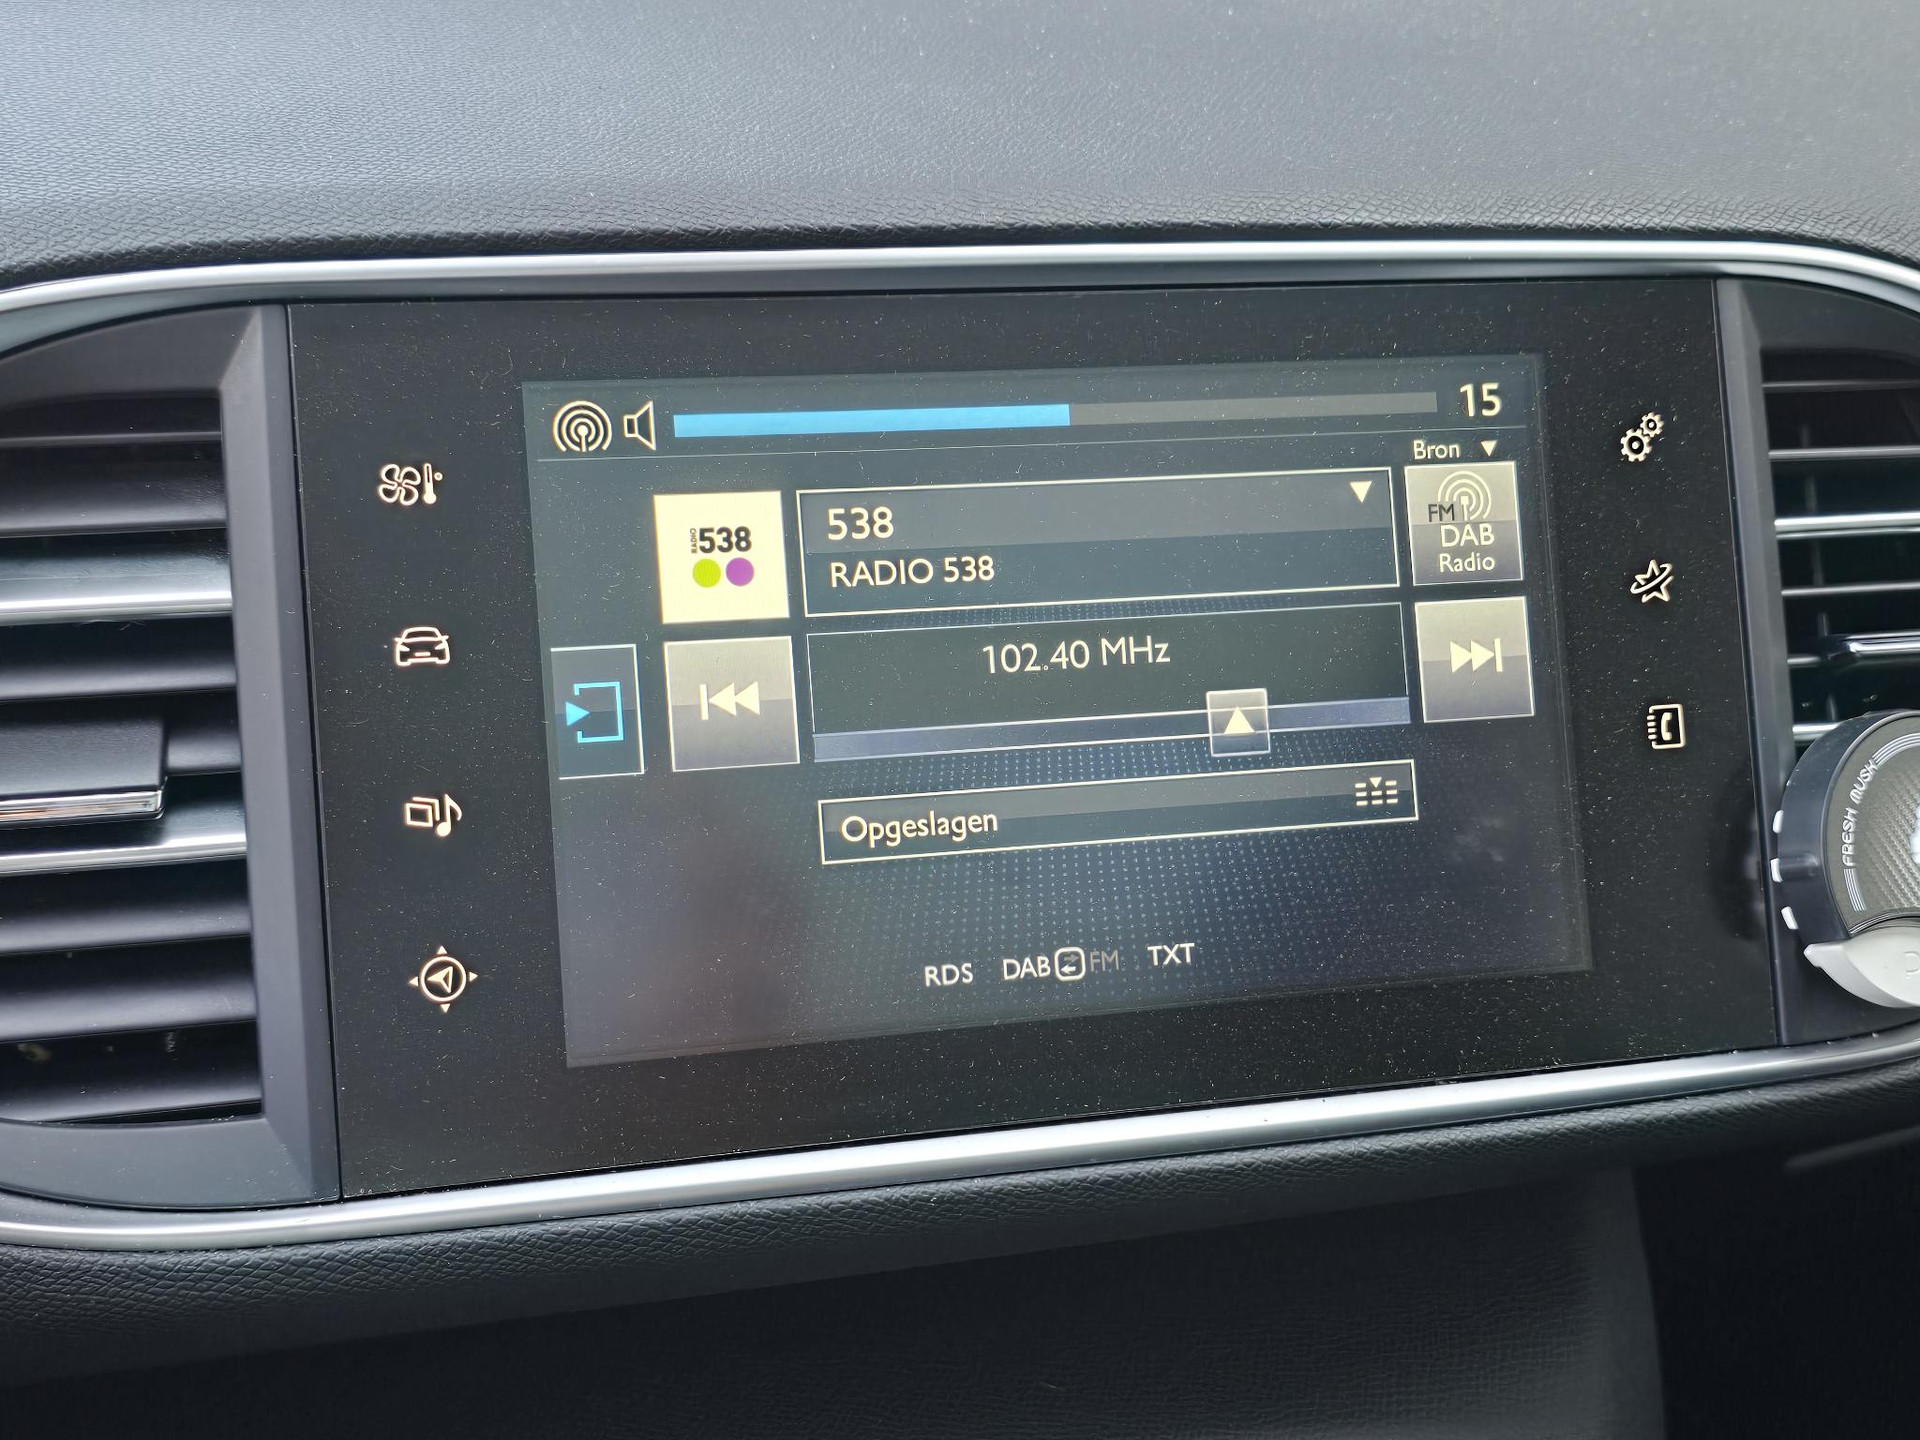 15
Bron
RADIO 538
538
RADIO 538
FM
DAB
Radio
102.40 MHz
Opgeslagen
RDS DAB FM TXT
FRESH MUSK